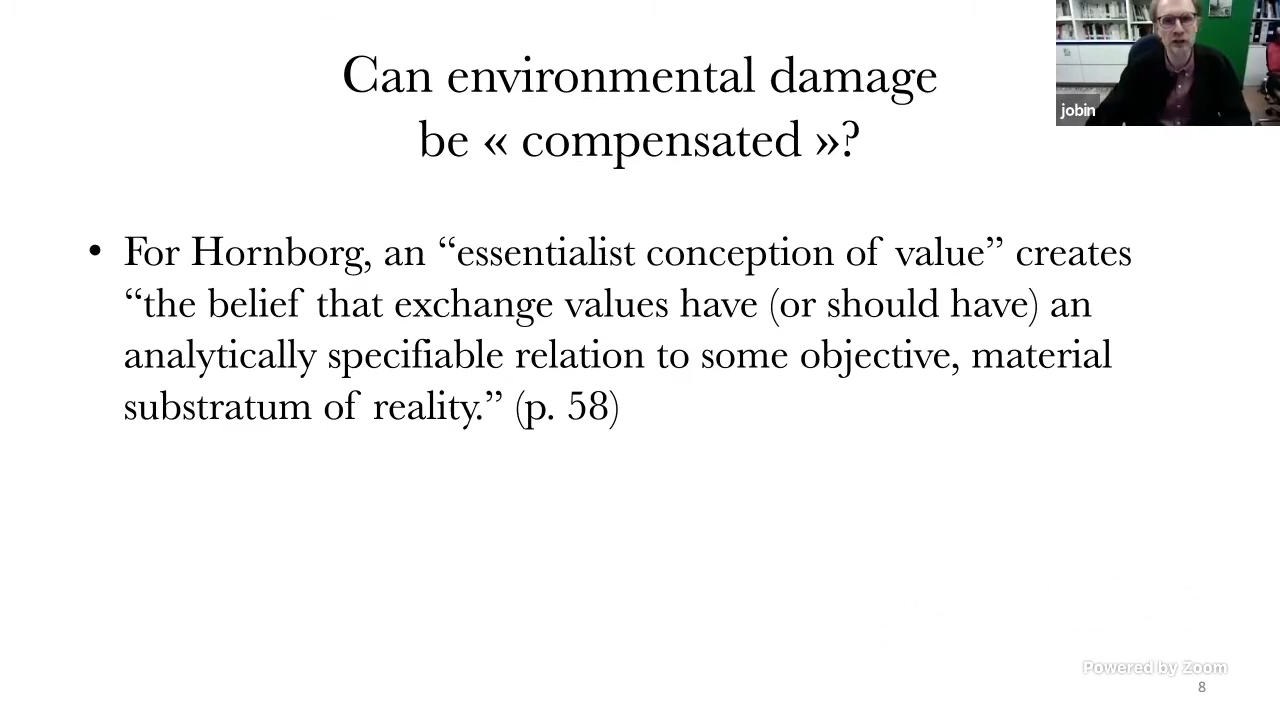 Can environmental damage
be « compensated »?
jobin
• For Hornborg, an “essentialist conception of value” creates
“the belief that exchange values have (or should have) an
analytically specifiable relation to some objective, material
substratum of reality.” (p. 58)
Powered by Zoom
8